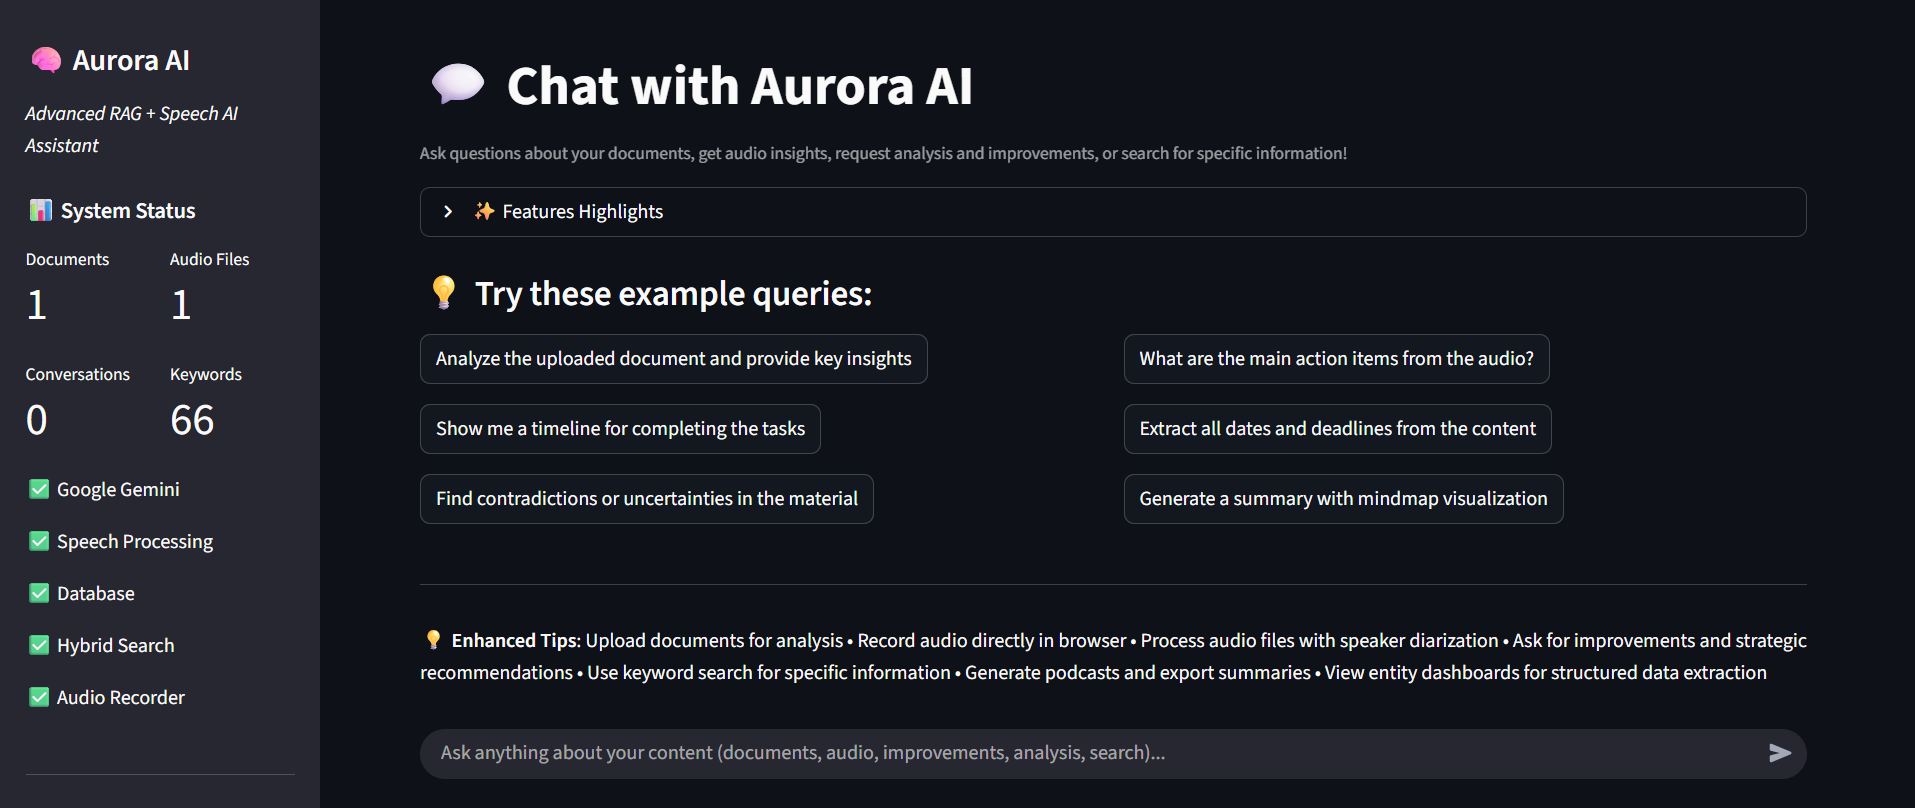 Aurora AI
Advanced RAG + Speech AI
Assistant
System Status
Documents
Audio Files
1
1
Conversations
Keywords
0
66
Google Gemini
Speech Processing
Database
Hybrid Search
Audio Recorder
Chat with Aurora AI
Ask questions about your documents, get audio insights, request analysis and improvements, or search for specific information!
Features Highlights
Try these example queries:
Analyze the uploaded document and provide key insights
What are the main action items from the audio?
Show me a timeline for completing the tasks
Extract all dates and deadlines from the content
Find contradictions or uncertainties in the material
Generate a summary with mindmap visualization
Enhanced Tips: Upload documents for analysis • Record audio directly in browser • Process audio files with speaker diarization • Ask for improvements and strategic
recommendations • Use keyword search for specific information • Generate podcasts and export summaries • View entity dashboards for structured data extraction
Ask anything about your content (documents, audio, improvements, analysis, search)...